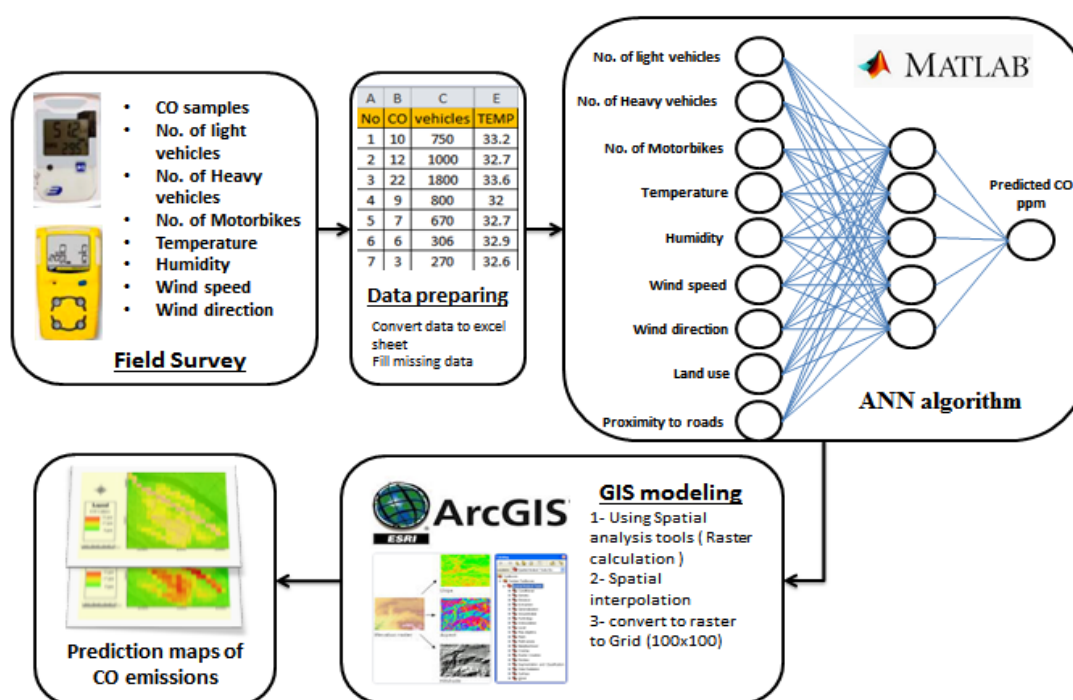 CO samples
No. of light
vehicles
No. of Heavy
vehicles
No. of Motorbikes
Temperature
Humidity
Wind speed
Wind direction
Field Survey
A B C E
No CO vehicles TEMP
1 10 750 33.2
2 12 1000 32.7
3 22 1800 33.6
4 9 800 32
5 7 670 32.7
6 6 306 32.9
7 3 270 32.6
Data preparing
Convert data to excel
sheet
Fill missing data
MATLAB
No. of light vehicles
No. of Heavy vehicles
No. of Motorbikes
Temperature
Humidity
Wind speed
Wind direction
Land use
Proximity to roads
Predicted CO
ppm
ANN algorithm
ArcGIS
ESRI
GIS modeling
1- Using Spatial
analysis tools ( Raster
calculation )
2- Spatial
interpolation
3- convert to raster
to Grid (100x100)
Prediction maps of
CO emissions